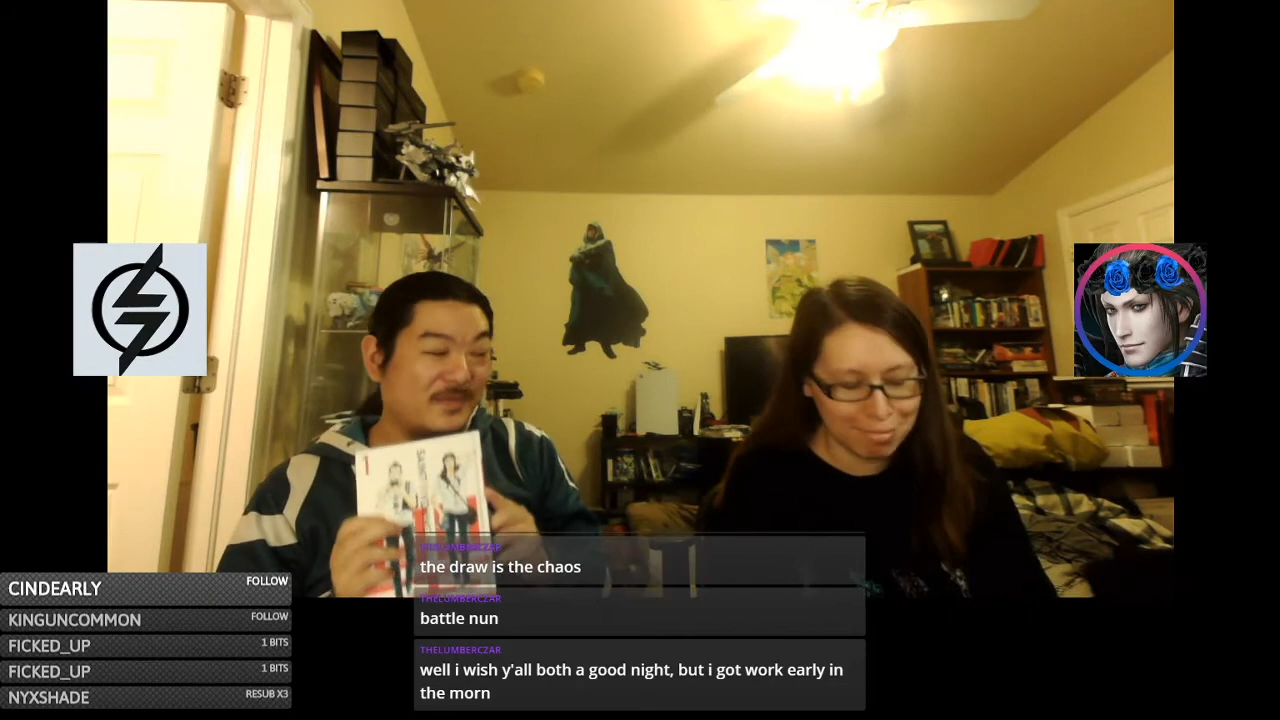 CINDEARLY FOLLOW
KINGUNCOMMON FOLLOW
FICKED_UP 1 BITS
FICKED_UP 1 BITS
NYXSHADE RESUB X3
THELUMBERCZAR
the draw is the chaos
THELUMBERCZAR
battle nun
THELUMBERCZAR
well i wish y'all both a good night, but i got work early in
the morn